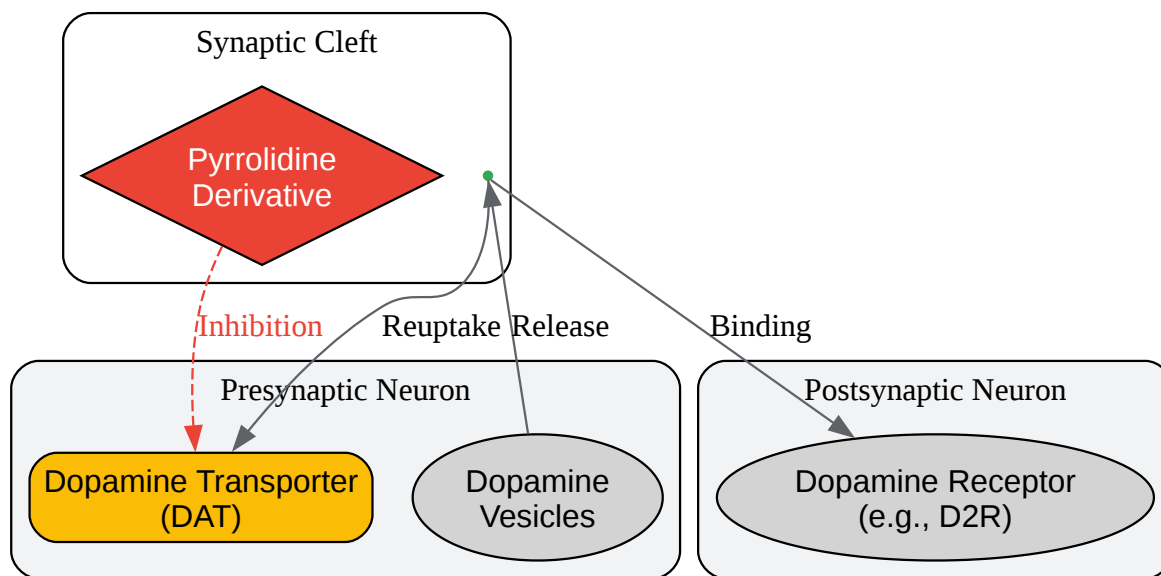 Synaptic Cleft
Pyrrolidine
Derivative
Inhibition
Reuptake
Release
Binding
Presynaptic Neuron
Postsynaptic Neuron
Dopamine Transporter
(DAT)
Dopamine
Vesicles
Dopamine Receptor
(e.g., D2R)